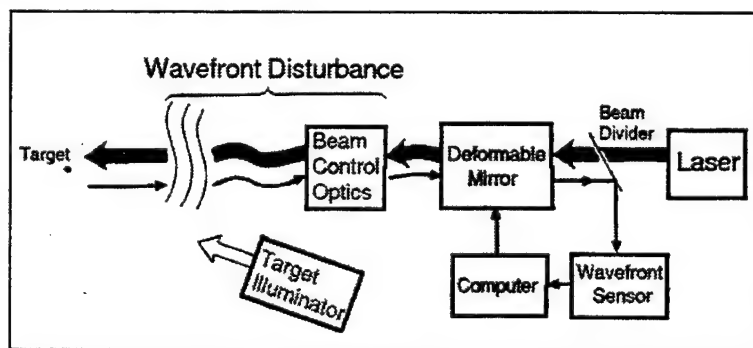 Wavefront Disturbance
Beam
Divider
Target
Beam
Control
Optics
Deformable
Mirror
Laser
Target
Illuminator
Computer
Wavefront
Sensor